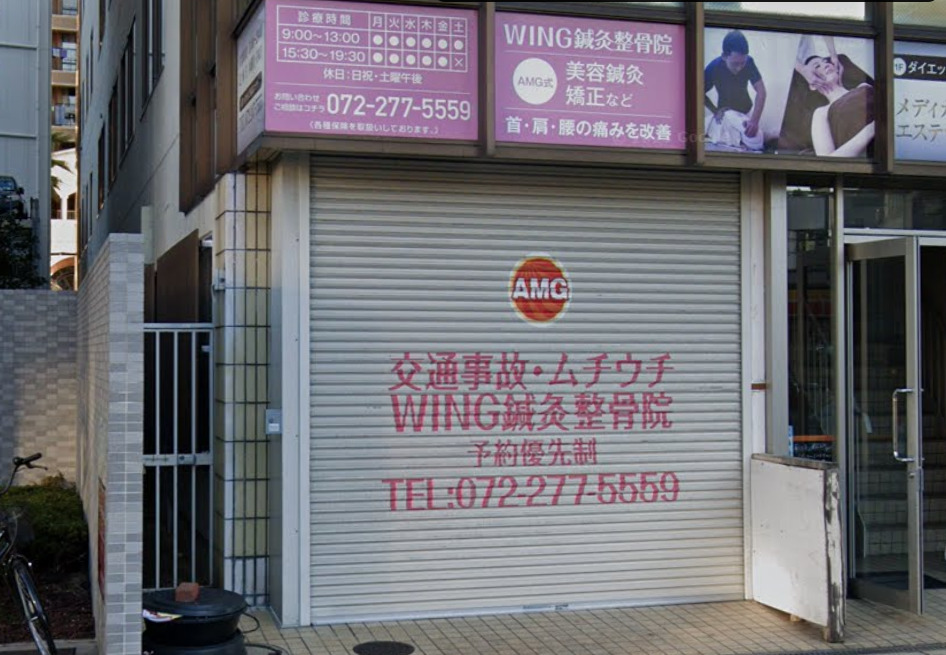 診療時間 月 火 水 木 金 土
9:00~13:00 ● ● ● ● ● ●
15:30~19:30 ● ● ● ● ● ×
休日:日祝・土曜午後
お問い合わせ
ご相談はコチラ 072-277-5559
(各種保険を取扱いしております。)
WING鍼灸整骨院
AMG式
美容鍼灸
矯正など
首・肩・腰の痛みを改善
1F ダイエッ
メディ
エステ
AMG
交通事故・ムチウチ
WING鍼灸整骨院
予約優先制
TEL:072-277-5559